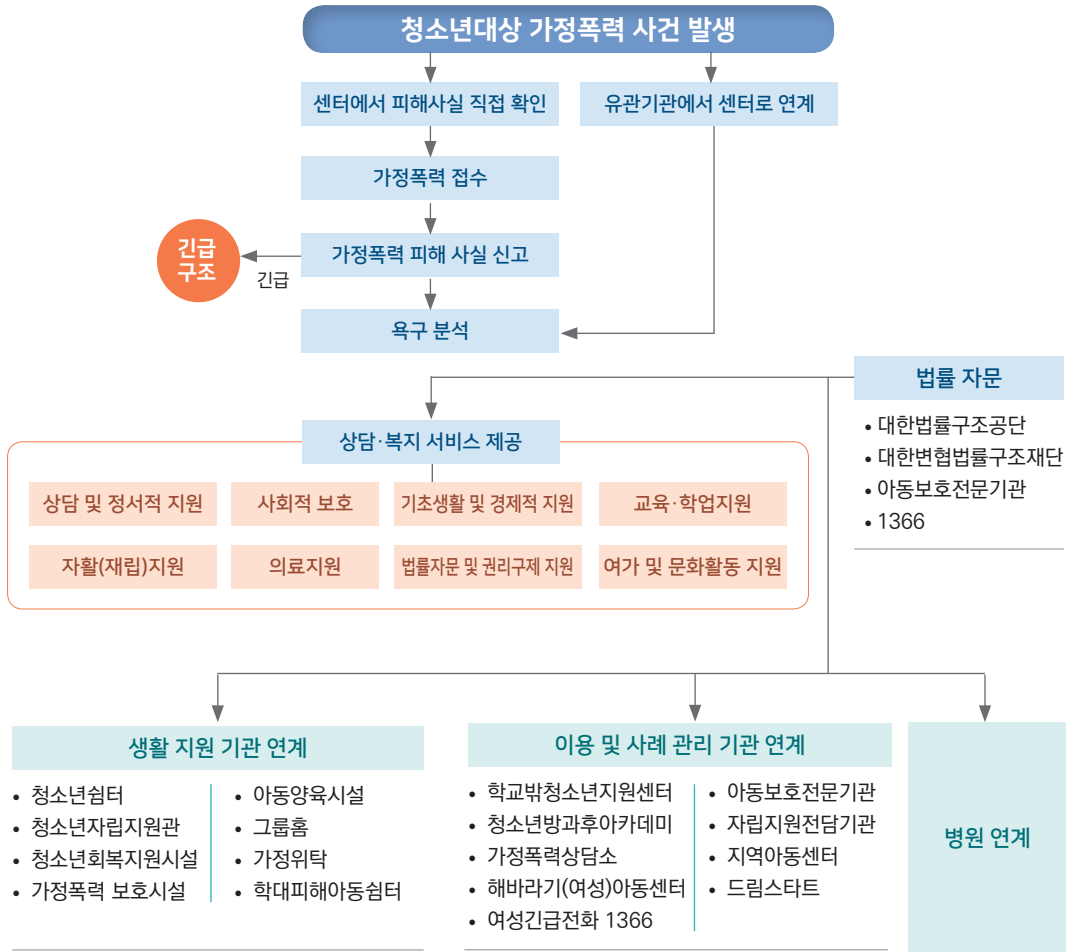 청소년대상 가정폭력 사건 발생
센터에서 피해사실 직접 확인
유관기관에서 센터로 연계
가정폭력 접수
긴급
구조
긴급
가정폭력 피해 사실 신고
욕구 분석
법률 자문
• 대한법률구조공단
• 대한변협법률구조재단
• 아동보호전문기관
• 1366
상담·복지 서비스 제공
상담 및 정서적 지원
사회적 보호
기초생활 및 경제적 지원
교육·학업지원
자활(재립)지원
의료지원
법률자문 및 권리구제 지원
여가 및 문화활동 지원
생활 지원 기관 연계
• 청소년쉼터
• 청소년자립지원관
• 청소년회복지원시설
• 가정폭력 보호시설
• 아동양육시설
• 그룹홈
• 가정위탁
• 학대피해아동쉼터
이용 및 사례 관리 기관 연계
• 학교밖청소년지원센터
• 청소년방과후아카데미
• 가정폭력상담소
• 해바라기(여성)아동센터
• 여성긴급전화 1366
• 아동보호전문기관
• 자립지원전담기관
• 지역아동센터
• 드림스타트
병원 연계